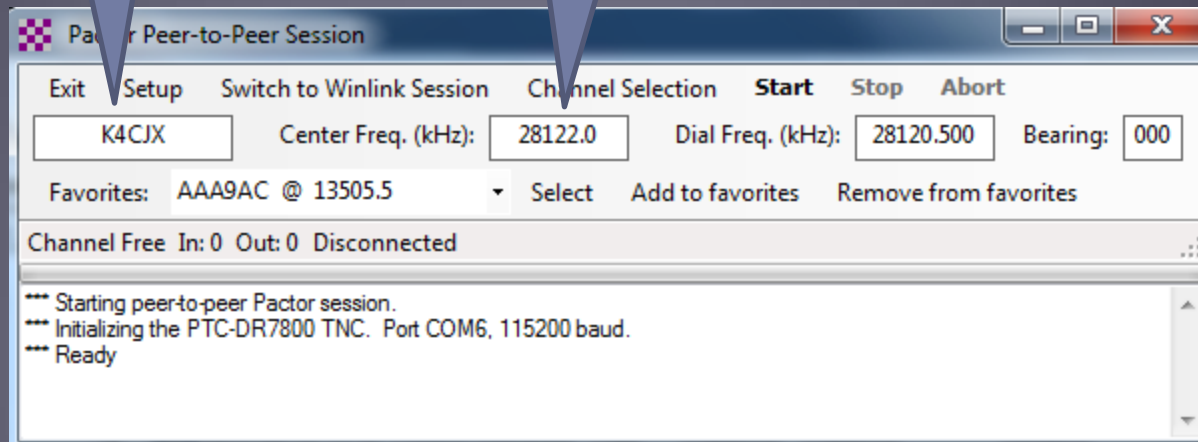 Pactor Peer-to-Peer Session
Exit Setup Switch to Winlink Session Channel Selection Start Stop Abort
K4CJX Center Freq. (kHz): 28122.0 Dial Freq. (kHz): 28120.500 Bearing: 000
Favorites: AAA9AC @ 13505.5 Select Add to favorites Remove from favorites
Channel Free In: 0 Out: 0 Disconnected
*** Starting peer-to-peer Pactor session.
*** Initializing the PTC-DR7800 TNC. Port COM6, 115200 baud.
*** Ready